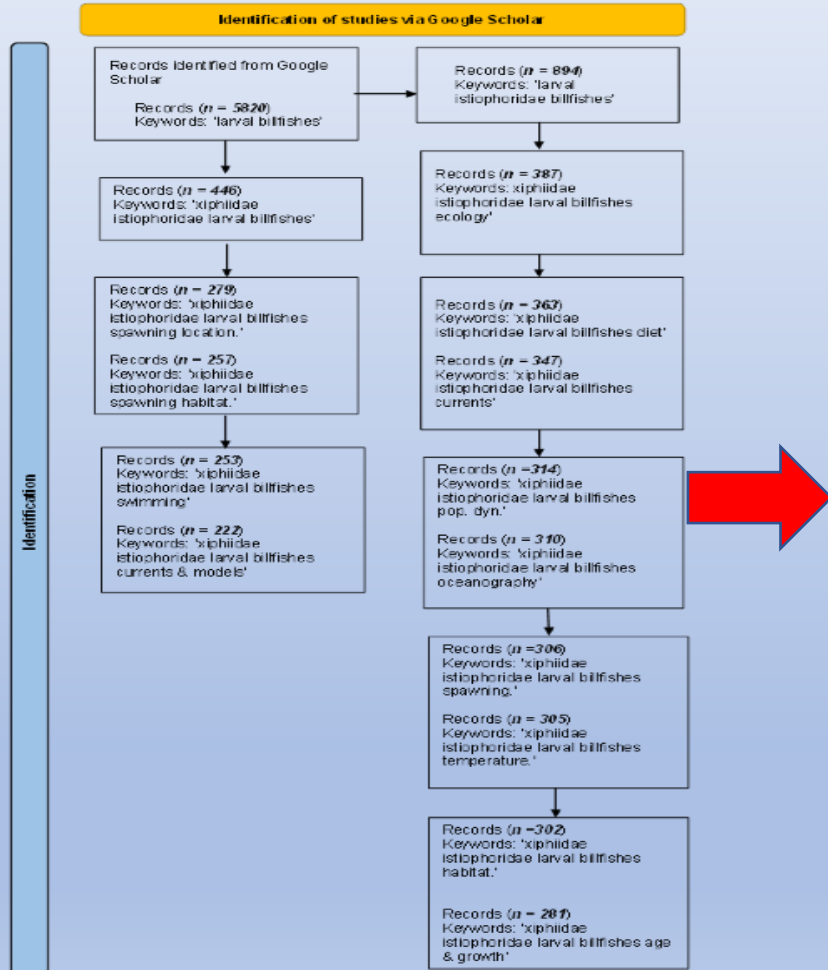 Identification of studies via Google Scholar
Identification
Records identified from Google
Scholar
Records (n = 5820)
Keywords: 'larval billfishes'
Records (n = 446)
Keywords: 'xiphiidae
istiophoridae larval billfishes'
Records (n = 279)
Keywords: 'xiphiidae
istiophoridae larval billfishes
spawning location.'
Records (n = 257)
Keywords: 'xiphiidae
istiophoridae larval billfishes
spawning habitat.'
Records (n = 253)
Keywords: 'xiphiidae
istiophoridae larval billfishes
swimming'
Records (n = 222)
Keywords: 'xiphiidae
istiophoridae larval billfishes
currents & models'
Records (n = 894)
Keywords: 'larval
istiophoridae billfishes'
Records (n = 387)
Keywords: xiphiidae
istiophoridae larval billfishes
ecology'
Records (n = 363)
Keywords: 'xiphiidae
istiophoridae larval billfishes diet'
Records (n = 347)
Keywords: 'xiphiidae
istiophoridae larval billfishes
currents'
Records (n =314)
Keywords: 'xiphiidae
istiophoridae larval billfishes
pop. dyn.'
Records (n = 310)
Keywords: 'xiphiidae
istiophoridae larval billfishes
oceanography'
Records (n =306)
Keywords: 'xiphiidae
istiophoridae larval billfishes
spawning.'
Records (n = 305)
Keywords: 'xiphiidae
istiophoridae larval billfishes
temperature.'
Records (n =302)
Keywords: 'xiphiidae
istiophoridae larval billfishes
habitat.'
Records (n = 281)
Keywords: 'xiphiidae
istiophoridae larval billfishes age
& growth'